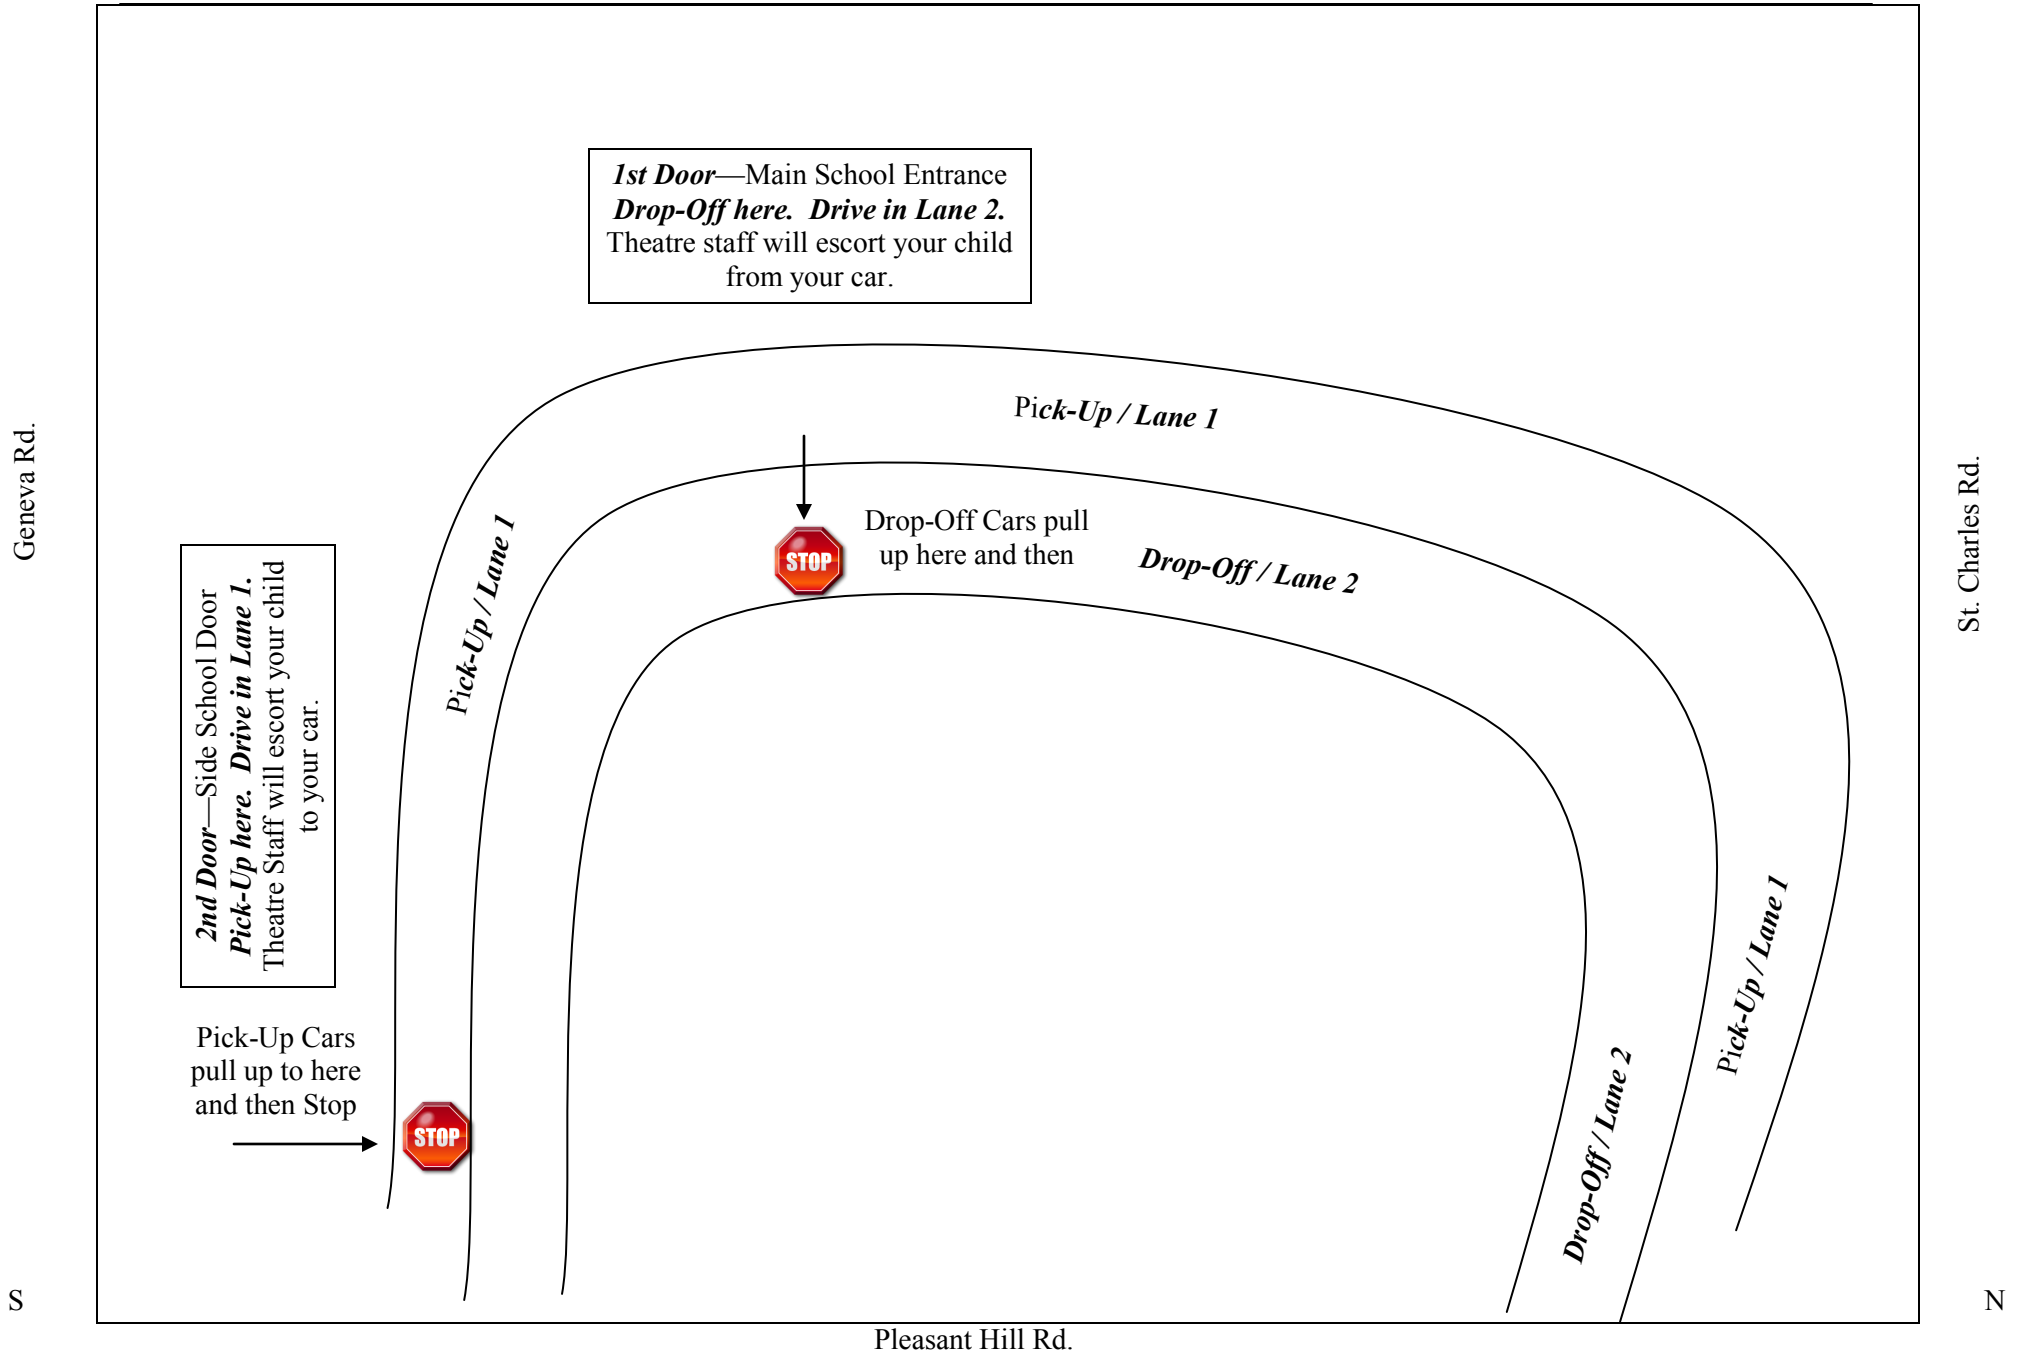 1st Door—Main School Entrance
Drop-Off here.  Drive in Lane 2.
Theatre staff will escort your child
from your car.
Pick-Up / Lane 1
Geneva Rd.
St. Charles Rd.
Pick-Up / Lane 1
STOP
Drop-Off Cars pull
up here and then
Drop-Off / Lane 2
2nd Door—Side School Door
Pick-Up here.  Drive in Lane 1.
Theatre Staff will escort your child
to your car.
Pick-Up / Lane 1
Pick-Up Cars
pull up to here
and then Stop
STOP
Drop-Off / Lane 2
S
N
Pleasant Hill Rd.